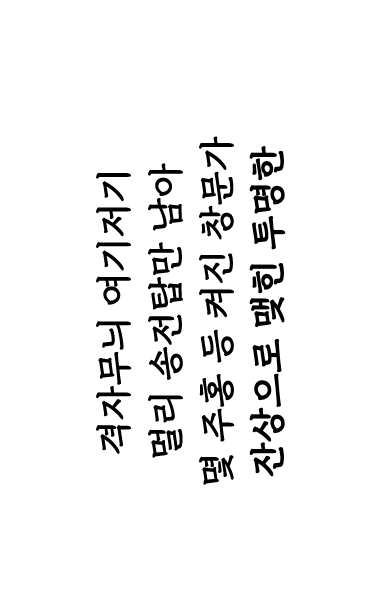 격자무늬 여기저기
멀리 송전탑만 남아
몇 주홍 등 켜진 창문가
잔상으로 맺힌 투명한